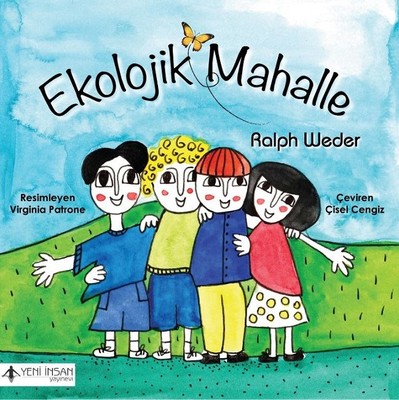 Ekolojik Mahalle
Ralph Weder
Resimleyen
Virginia Patrone
Çeviren
Çisel Cengiz
YENİ İNSAN
yayınevi